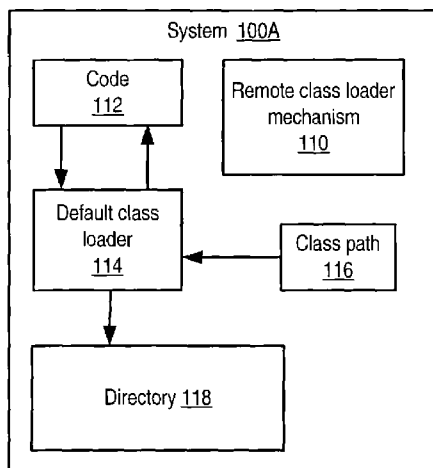 System 100A
Code
112
Remote class loader
mechanism
110
Default class
loader
114
Class path
116
Directory 118